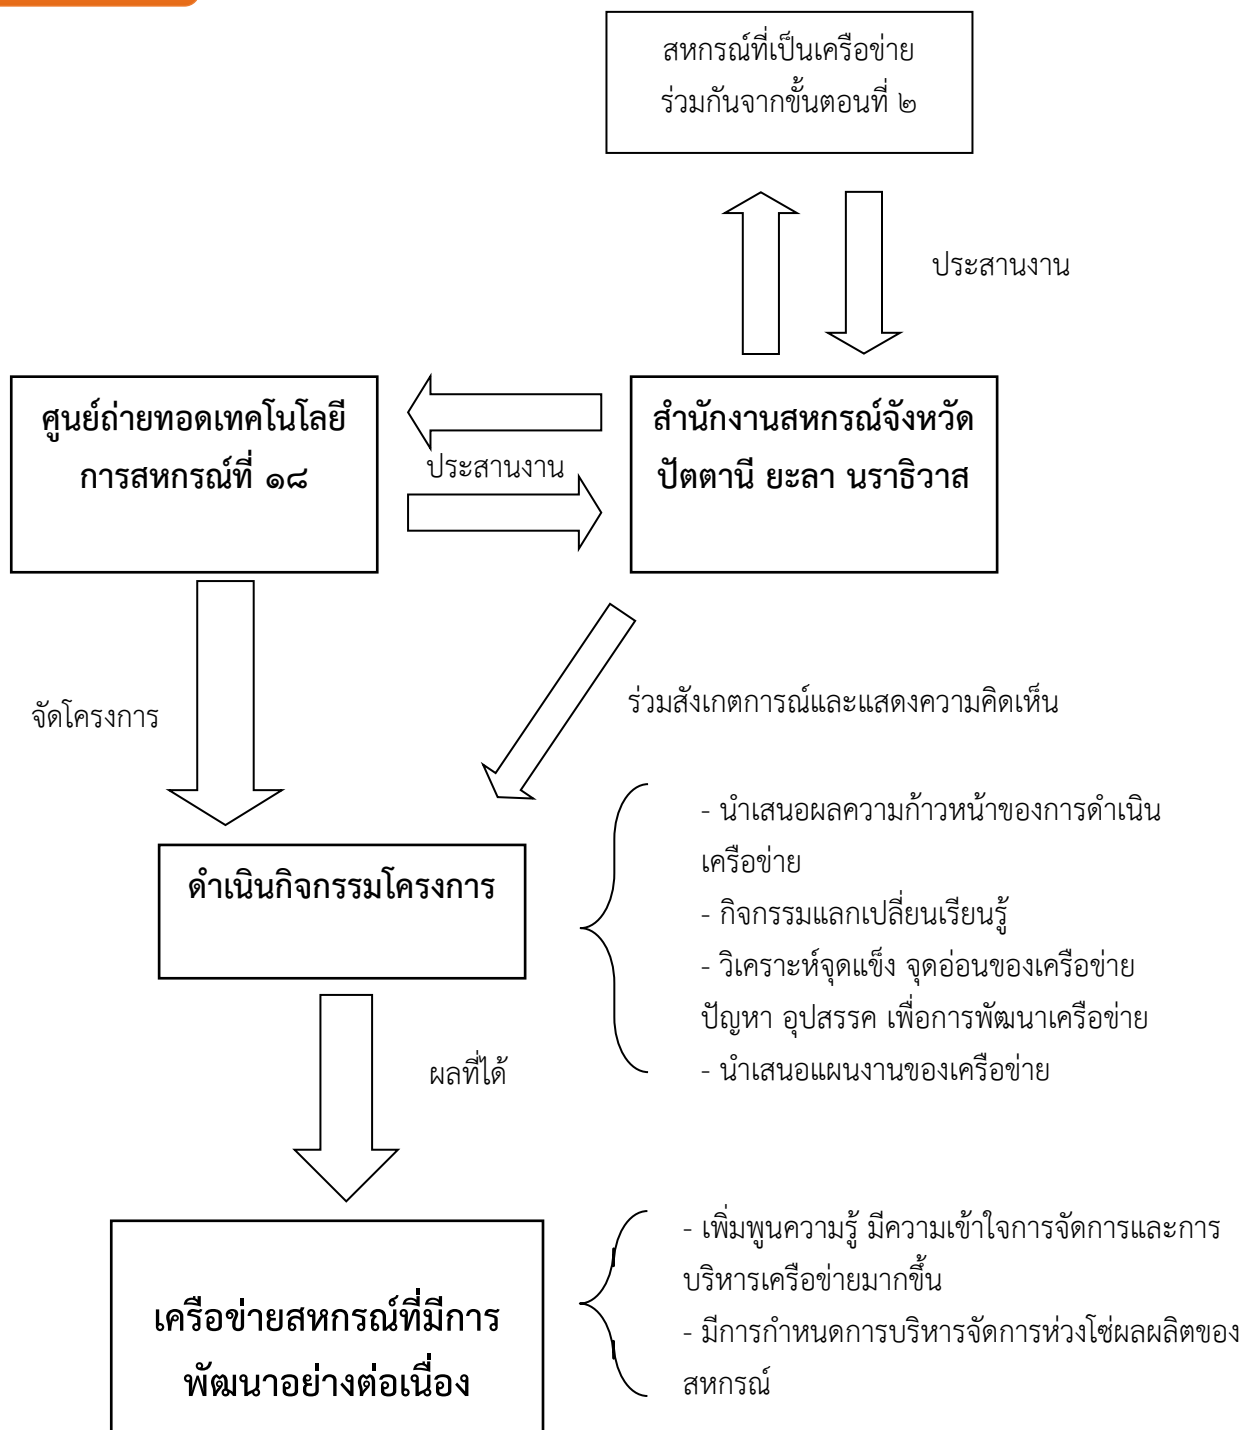 สหกรณ์ที่เป็นเครือข่าย
ร่วมกันจากขั้นตอนที่ ๒
ประสานงาน
ศูนย์ถ่ายทอดเทคโนโลยี
การสหกรณ์ที่ ๑๘
ประสานงาน
สำนักงานสหกรณ์จังหวัด
ปัตตานี ยะลา นราธิวาส
จัดโครงการ
ร่วมสังเกตการณ์และแสดงความคิดเห็น
ดำเนินกิจกรรมโครงการ
- นำเสนอผลความก้าวหน้าของการดำเนิน
เครือข่าย
- กิจกรรมแลกเปลี่ยนเรียนรู้
- วิเคราะห์จุดแข็ง จุดอ่อนของเครือข่าย
ปัญหา อุปสรรค เพื่อการพัฒนาเครือข่าย
- นำเสนอแผนงานของเครือข่าย
ผลที่ได้
เครือข่ายสหกรณ์ที่มีการ
พัฒนาอย่างต่อเนื่อง
- เพิ่มพูนความรู้ มีความเข้าใจการจัดการและการ
บริหารเครือข่ายมากขึ้น
- มีการกำหนดการบริหารจัดการห่วงโซ่ผลผลิตของ
สหกรณ์